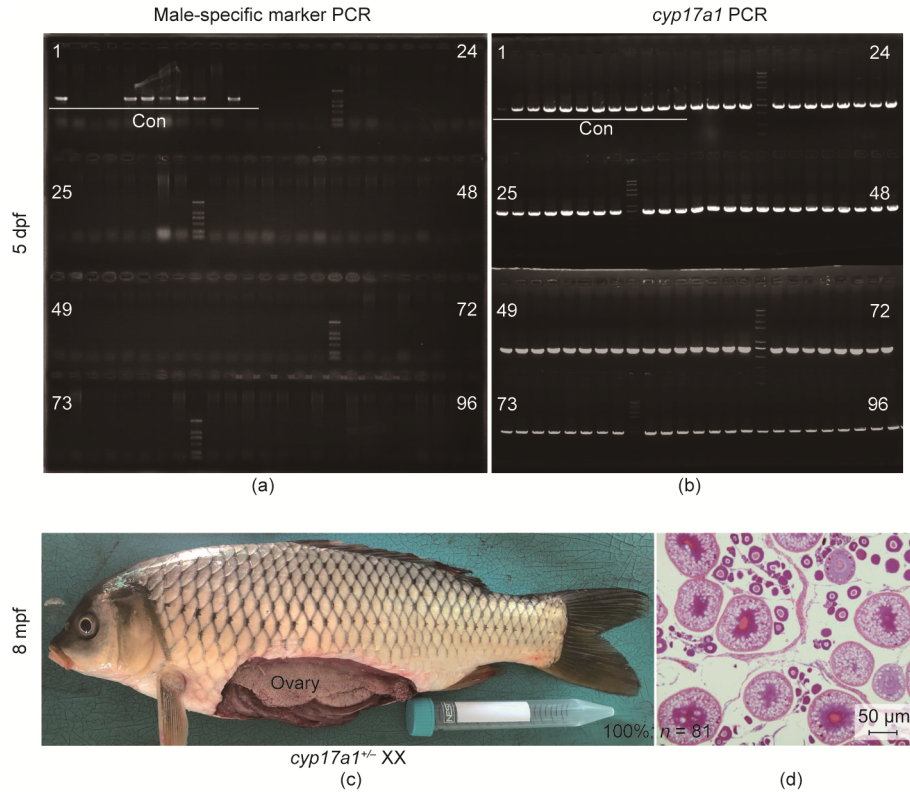 Male-specific marker PCR
cyp17a1 PCR
1
24
Con
25
48
49
72
73
96
(a)
1
24
Con
25
48
49
72
73
96
(b)
5 dpf
8 mpf
Ovary
100%: n = 81
50 μm
cyp17a1+/− XX
(c)
(d)